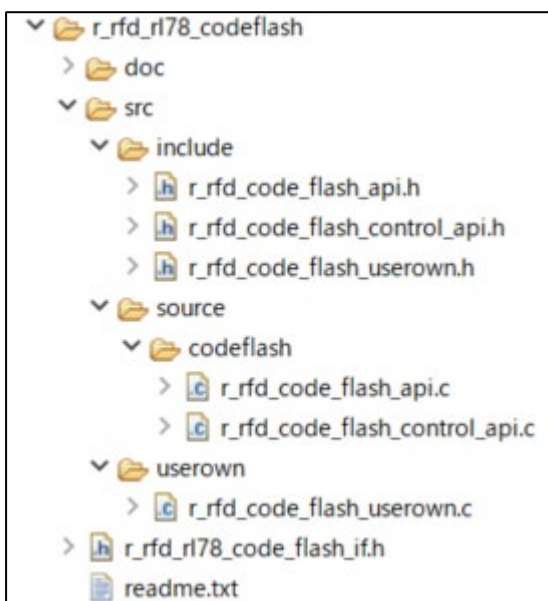 r_rfd_rl78_codeflash
doc
src
include
.h r_rfd_code_flash_api.h
.h r_rfd_code_flash_control_api.h
.h r_rfd_code_flash_userown.h
source
codeflash
.c r_rfd_code_flash_api.c
.c r_rfd_code_flash_control_api.c
userown
.c r_rfd_code_flash_userown.c
.h r_rfd_rl78_code_flash_if.h
readme.txt